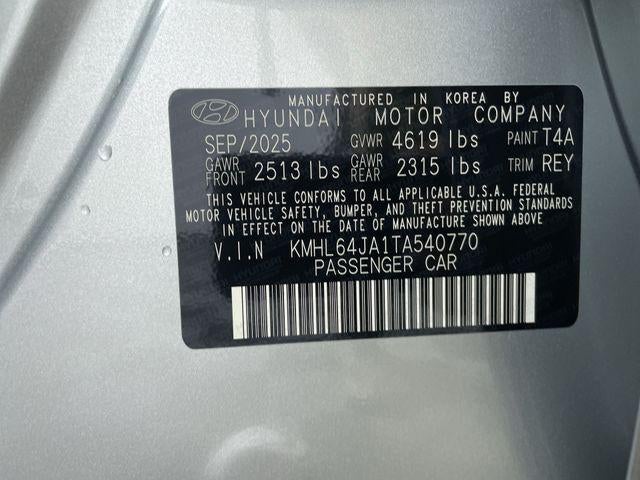 MANUFACTURED IN KOREA BY
HYUNDAI MOTOR COMPANY
SEP/2025 GVWR 4619 lbs PAINT T4A
GAWR FRONT 2513 lbs GAWR REAR 2315 lbs TRIM REY
THIS VEHICLE CONFORMS TO ALL APPLICABLE U.S.A. FEDERAL
MOTOR VEHICLE SAFETY, BUMPER, AND THEFT PREVENTION STANDARDS
IN EFFECT ON THE DATE OF MANUFACTURE SHOWN ABOVE.
V.I.N KMHL64JA1TA540770
PASSENGER CAR